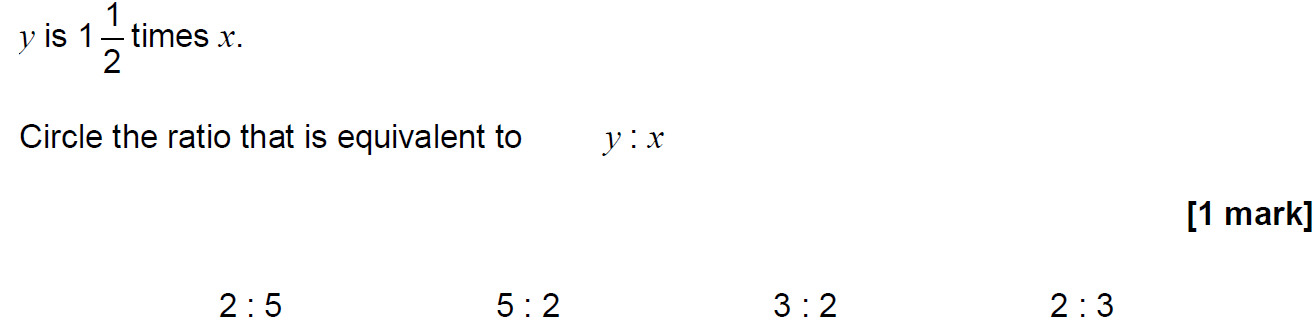 y is 1 1/2 times x.
Circle the ratio that is equivalent to y : x
[1 mark]
2 : 5 5 : 2 3 : 2 2 : 3